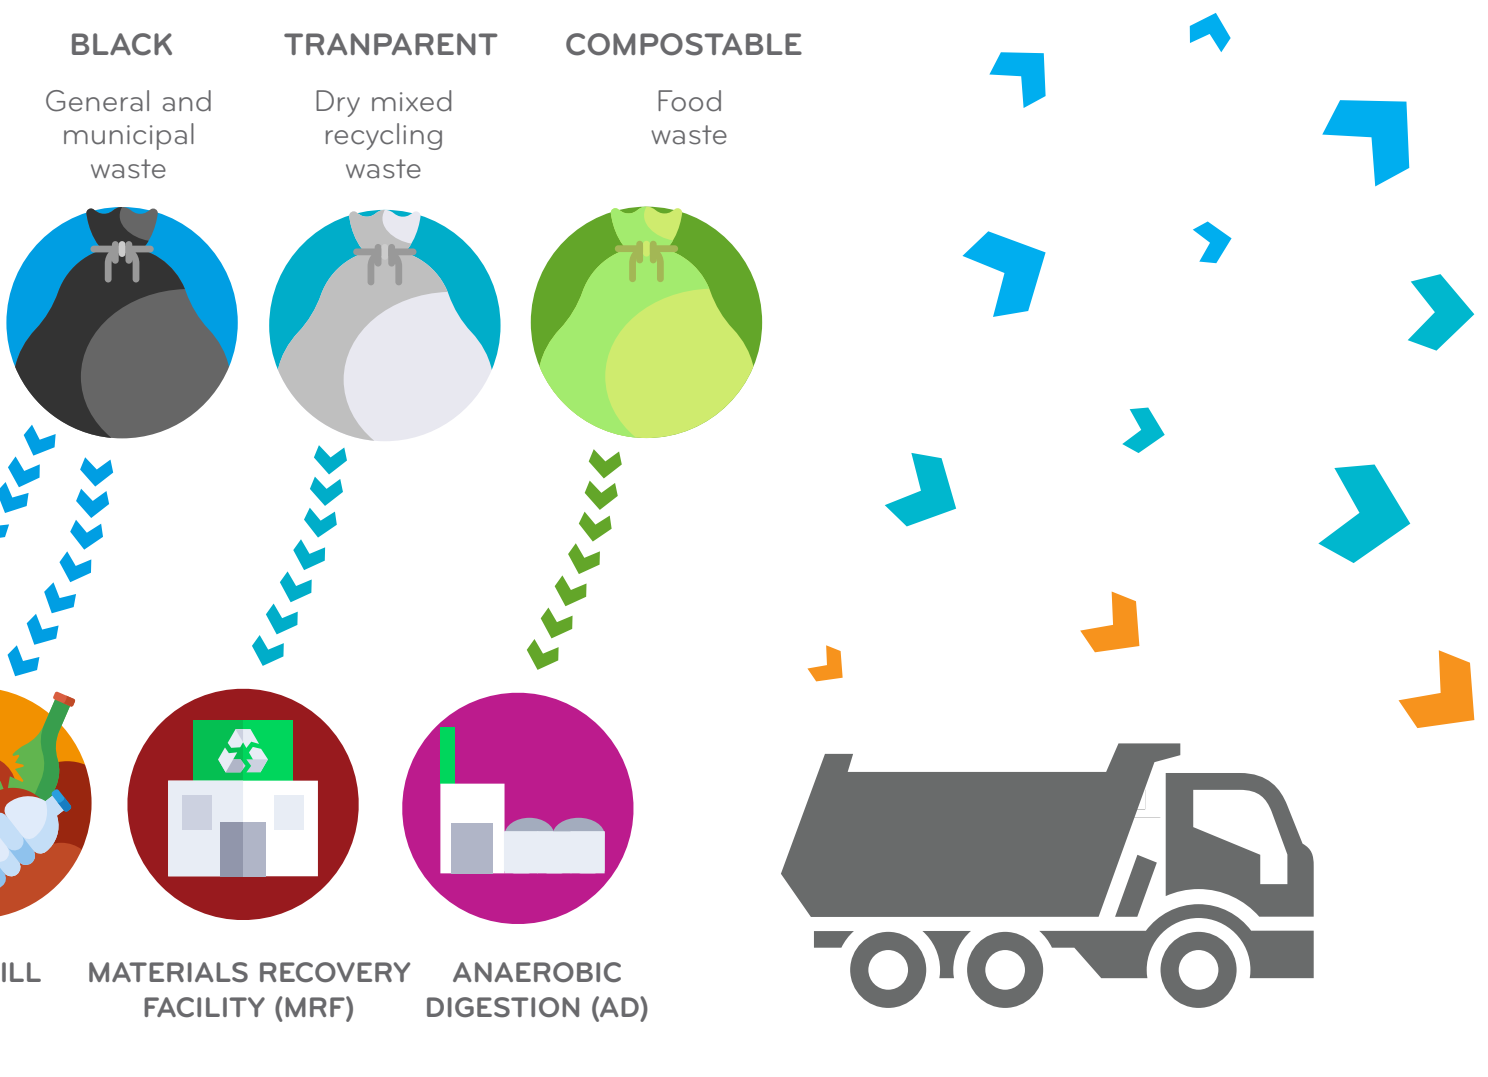 BLACK
General and
municipal
waste
TRANPARENT
Dry mixed
recycling
waste
COMPOSTABLE
Food
waste
ILL
MATERIALS RECOVERY
FACILITY (MRF)
ANAEROBIC
DIGESTION (AD)